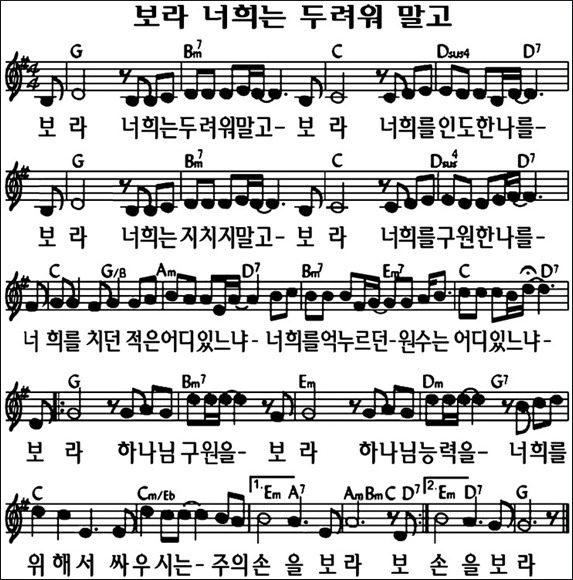 보라 너희는 두려워 말고
G Bm7 C Dsus4 D7
보 라 너희는두려워말고- 보 라 너희를인도한나를-
G Bm7 C Dsus4 D7
보 라 너희는지치지말고- 보 라 너희를구원한나를-
C G/B Am D7 Bm7 Em7 C D7
너 희를 치던 적은어디있느냐- 너희를억누르던-원수는 어디있느냐-
G Bm7 Em Dm G7
보 라 하나님 구원을- 보 라 하나님능력을- 너희를
C Cm/Eb 1. Em A7 Am Bm C D7 2. Em D7 G
위 해서 싸우시는-주의손 을보라 보 손을보라